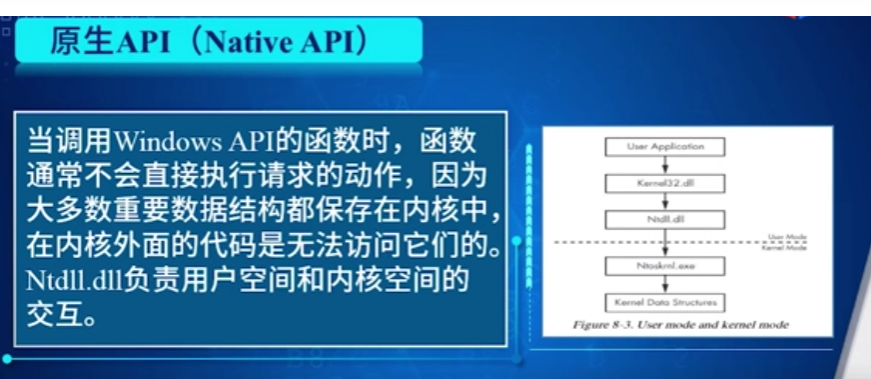 原生API（Native API）
当调用Windows API的函数时，函数
通常不会直接执行请求的动作，因为
大多数重要数据结构都保存在内核中，
在内核外面的代码是无法访问它们的。
Ntdll.dll负责用户空间和内核空间的
交互。
User Application
Kernel32.dll
Ntdll.dll
User Mode
Kernel Mode
Ntoskrnl.exe
Kernel Data Structures
Figure 8-3. User mode and kernel mode